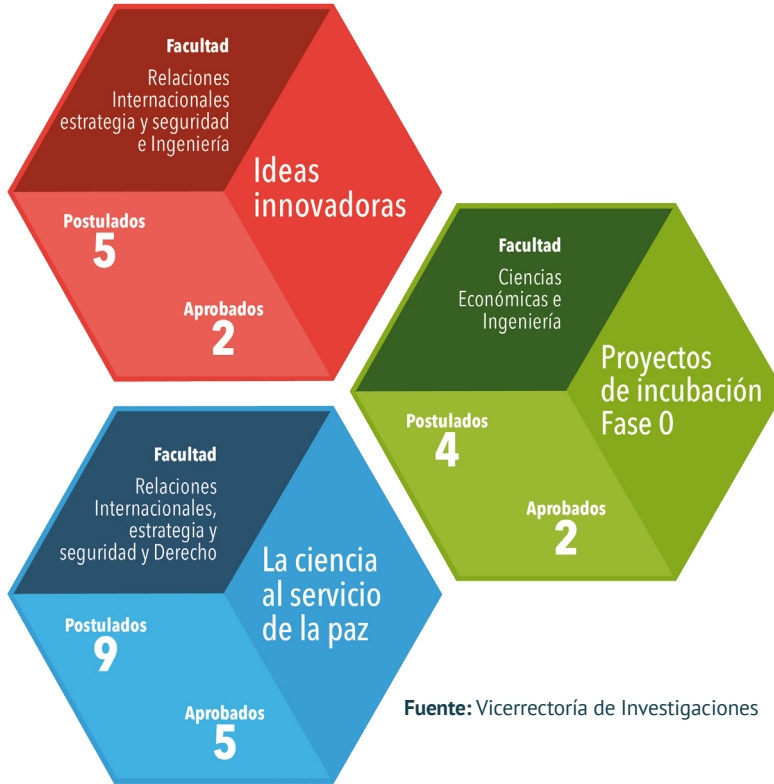 Facultad
Relaciones
Internacionales
estrategia y seguridad
e Ingeniería
Ideas
innovadoras
Postulados
5
Aprobados
2
Facultad
Ciencias
Económicas e
Ingeniería
Proyectos
de incubación
Fase 0
Postulados
4
Aprobados
2
Facultad
Relaciones
Internacionales,
estrategia y
seguridad y Derecho
La ciencia
al servicio
de la paz
Postulados
9
Aprobados
5
Fuente: Vicerrectoría de Investigaciones